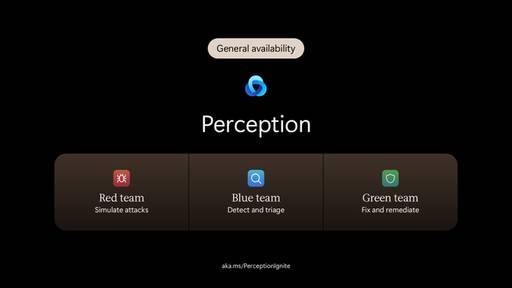 General availability
Perception
Red team
Simulate attacks
Blue team
Detect and triage
Green team
Fix and remediate
aka.ms/PerceptionIgnite